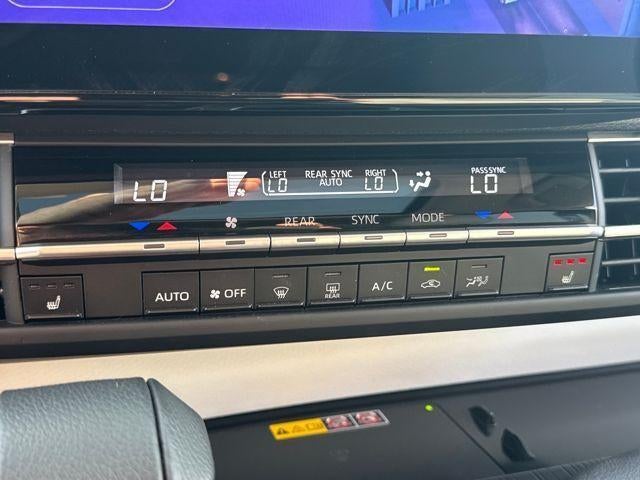 LEFT REAR SYNC RIGHT PASS SYNC
LO LO AUTO LO LO
REAR SYNC MODE
AUTO OFF REAR A/C